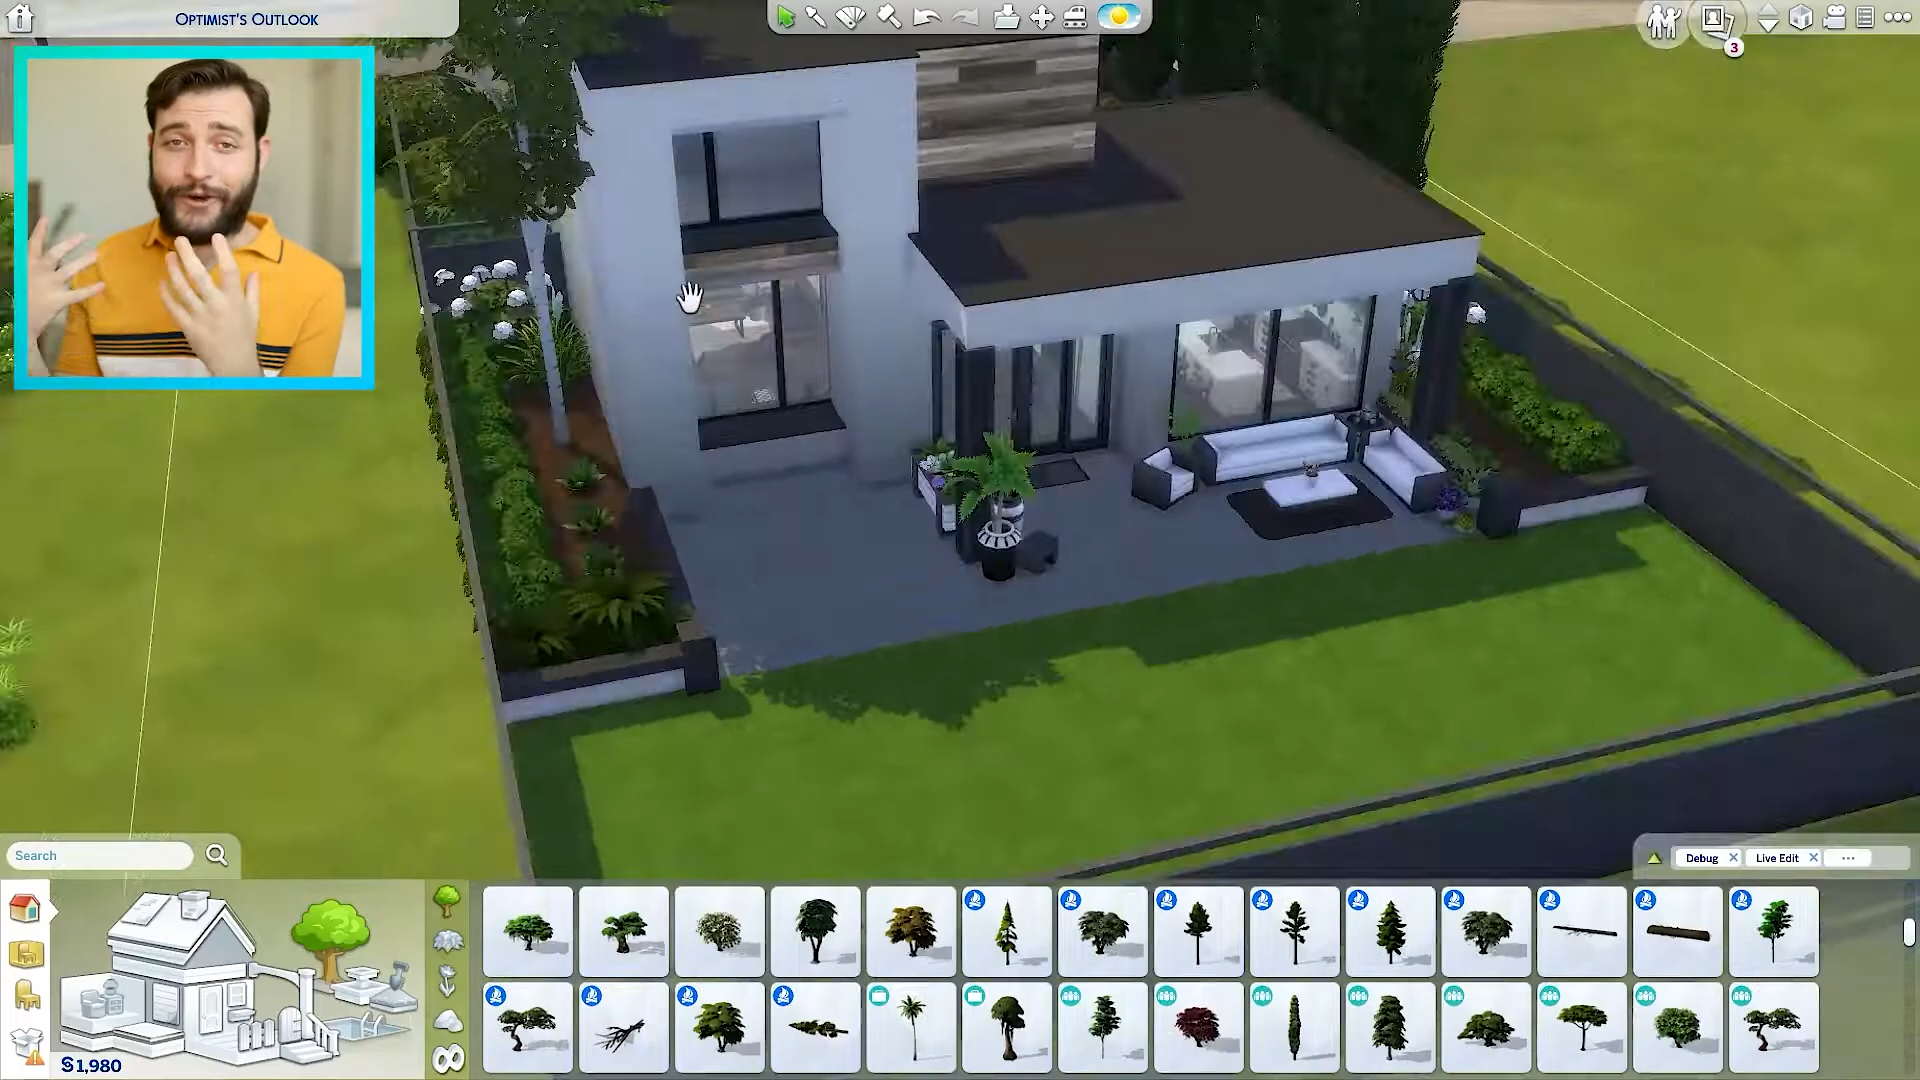 OPTIMIST'S OUTLOOK
3
Search
Debug
Live Edit
§1,980